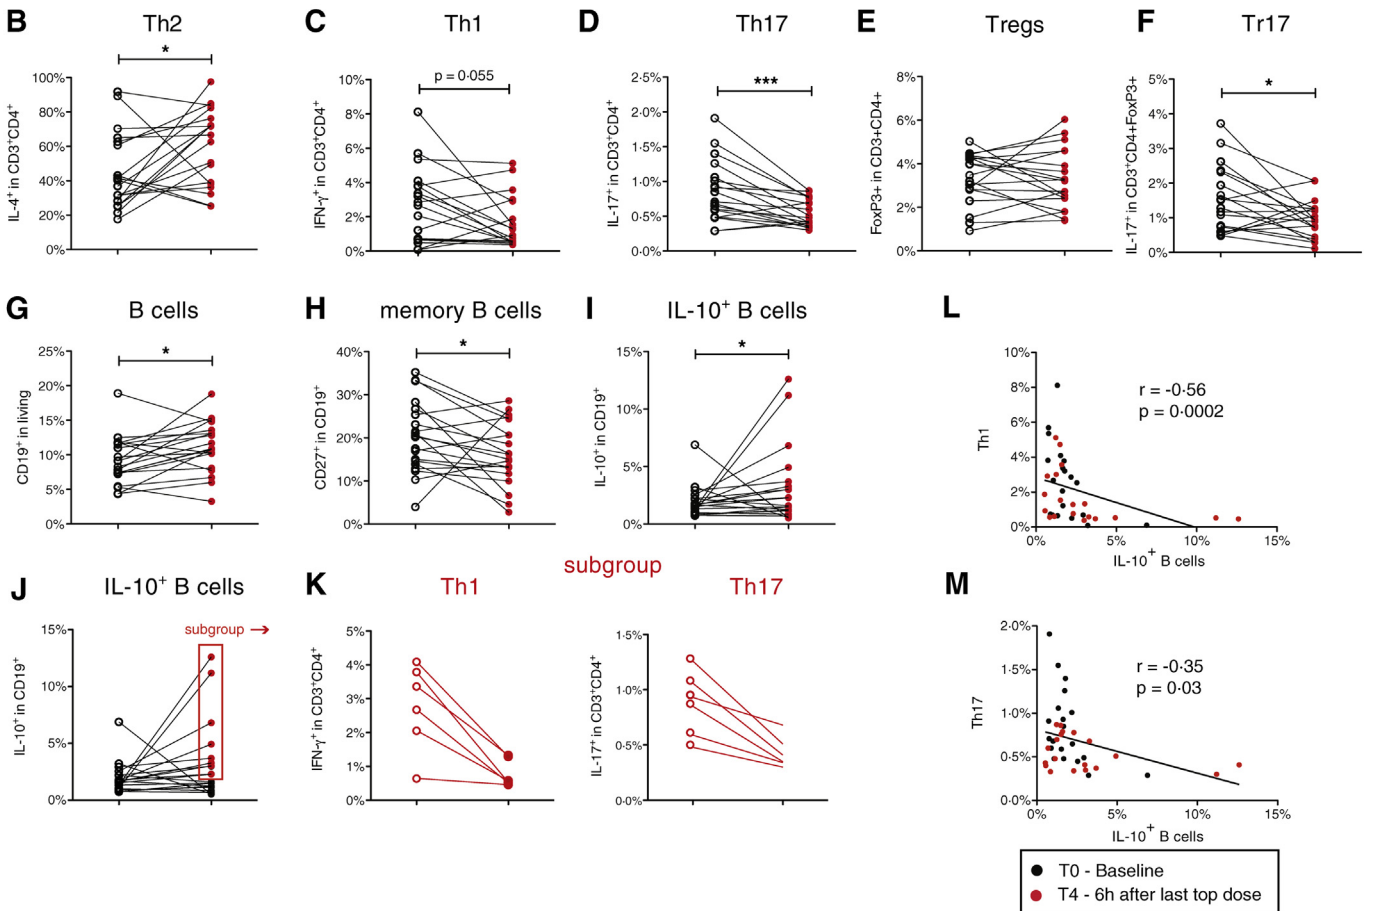 B Th2
*
IL-4+ in CD3+CD4+
100%
80%
60%
40%
20%
0%
C Th1
p = 0·055
IFN-γ+ in CD3+CD4+
10%
8%
6%
4%
2%
0%
D Th17
***
IL-17+ in CD3+CD4+
2·5%
2·0%
1·5%
1·0%
0·5%
0·0%
E Tregs
FoxP3+ in CD3+CD4+
8%
6%
4%
2%
0%
F Tr17
*
IL-17+ in CD3+CD4+FoxP3+
5%
4%
3%
2%
1%
0%
G B cells
*
CD19+ in living
25%
20%
15%
10%
5%
0%
H memory B cells
*
CD27+ in CD19+
40%
30%
20%
10%
0%
I IL-10+ B cells
*
IL-10+ in CD19+
15%
10%
5%
0%
L
r = -0·56
p = 0·0002
Th1
10%
8%
6%
4%
2%
0%
0% 5% 10% 15%
IL-10+ B cells
J IL-10+ B cells
subgroup →
IL-10+ in CD19+
15%
10%
5%
0%
subgroup
K Th1
IFN-γ+ in CD3+CD4+
5%
4%
3%
2%
1%
0%
Th17
IL-17+ in CD3+CD4+
1·5%
1·0%
0·5%
0·0%
M
r = -0·35
p = 0·03
Th17
2·0%
1·5%
1·0%
0·5%
0·0%
0% 5% 10% 15%
IL-10+ B cells
T0 - Baseline
T4 - 6h after last top dose